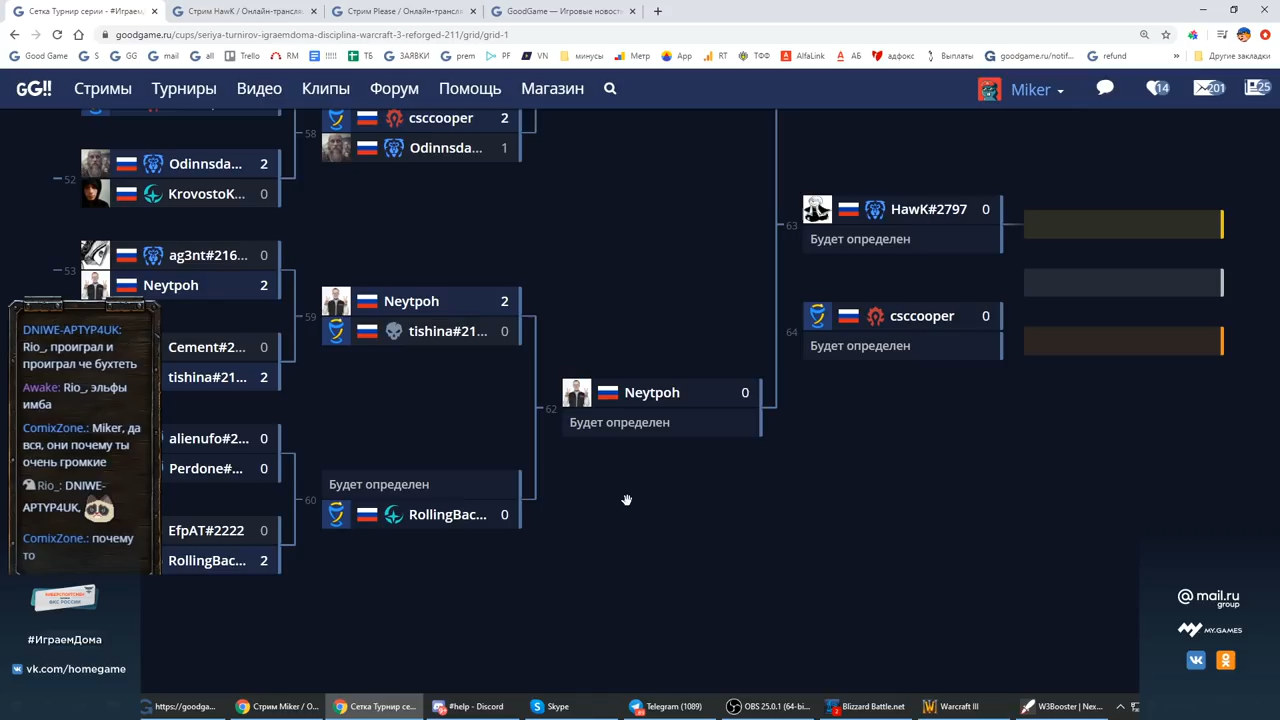 Сетка Турнир серии - #Играем
Стрим HawK / Онлайн-трансля
Стрим Please / Онлайн-трансля
GoodGame — Игровые новост
goodgame.ru/cups/seriya-turnirov-igraemdoma-disciplina-warcraft-3-reforged-211/grid/grid-1
Good Game
S
GG
mail
all
Trello
RM
ТБ
ЗАЯВКИ
prem
PF
VN
минусы
Метр
App
RT
ТФФ
AlfaLink
АБ
адфокс
Выплаты
goodgame.ru/notif...
refund
»
Другие закладки
GG!!
Стримы
Турниры
Видео
Клипы
Форум
Помощь
Магазин
Miker
14
201
25
58
csccooper 2
Odinnsda... 1
52
Odinnsda... 2
KrovostoK... 0
63
HawK#2797 0
Будет определен
53
ag3nt#216... 0
Neytpoh 2
59
Neytpoh 2
tishina#21... 0
64
csccooper 0
Будет определен
Cement#2... 0
tishina#21... 2
62
Neytpoh 0
Будет определен
alienufo#2... 0
Perdone#... 0
60
Будет определен
RollingBac... 0
EfpAT#2222 0
RollingBac... 2
DNIWE-APTYP4UK:
Rio_, проиграл и
проиграл че бухтеть
Awake: Rio_, эльфы
имба
ComixZone.: Miker, да
вся, они почему ты
очень громкие
Rio_: DNIWE-
APTYP4UK,
ComixZone.: почему
то
КИБЕРСПОРТСМЕН
ФКС РОССИИ
#ИграемДома
vk.com/homegame
@mail.ru
group
MY.GAMES
https://goodga...
Стрим Miker / О...
Сетка Турнир се...
#help - Discord
Skype
Telegram (1089)
OBS 25.0.1 (64-bi...
Blizzard Battle.net
Warcraft III
W3Booster | Nex...